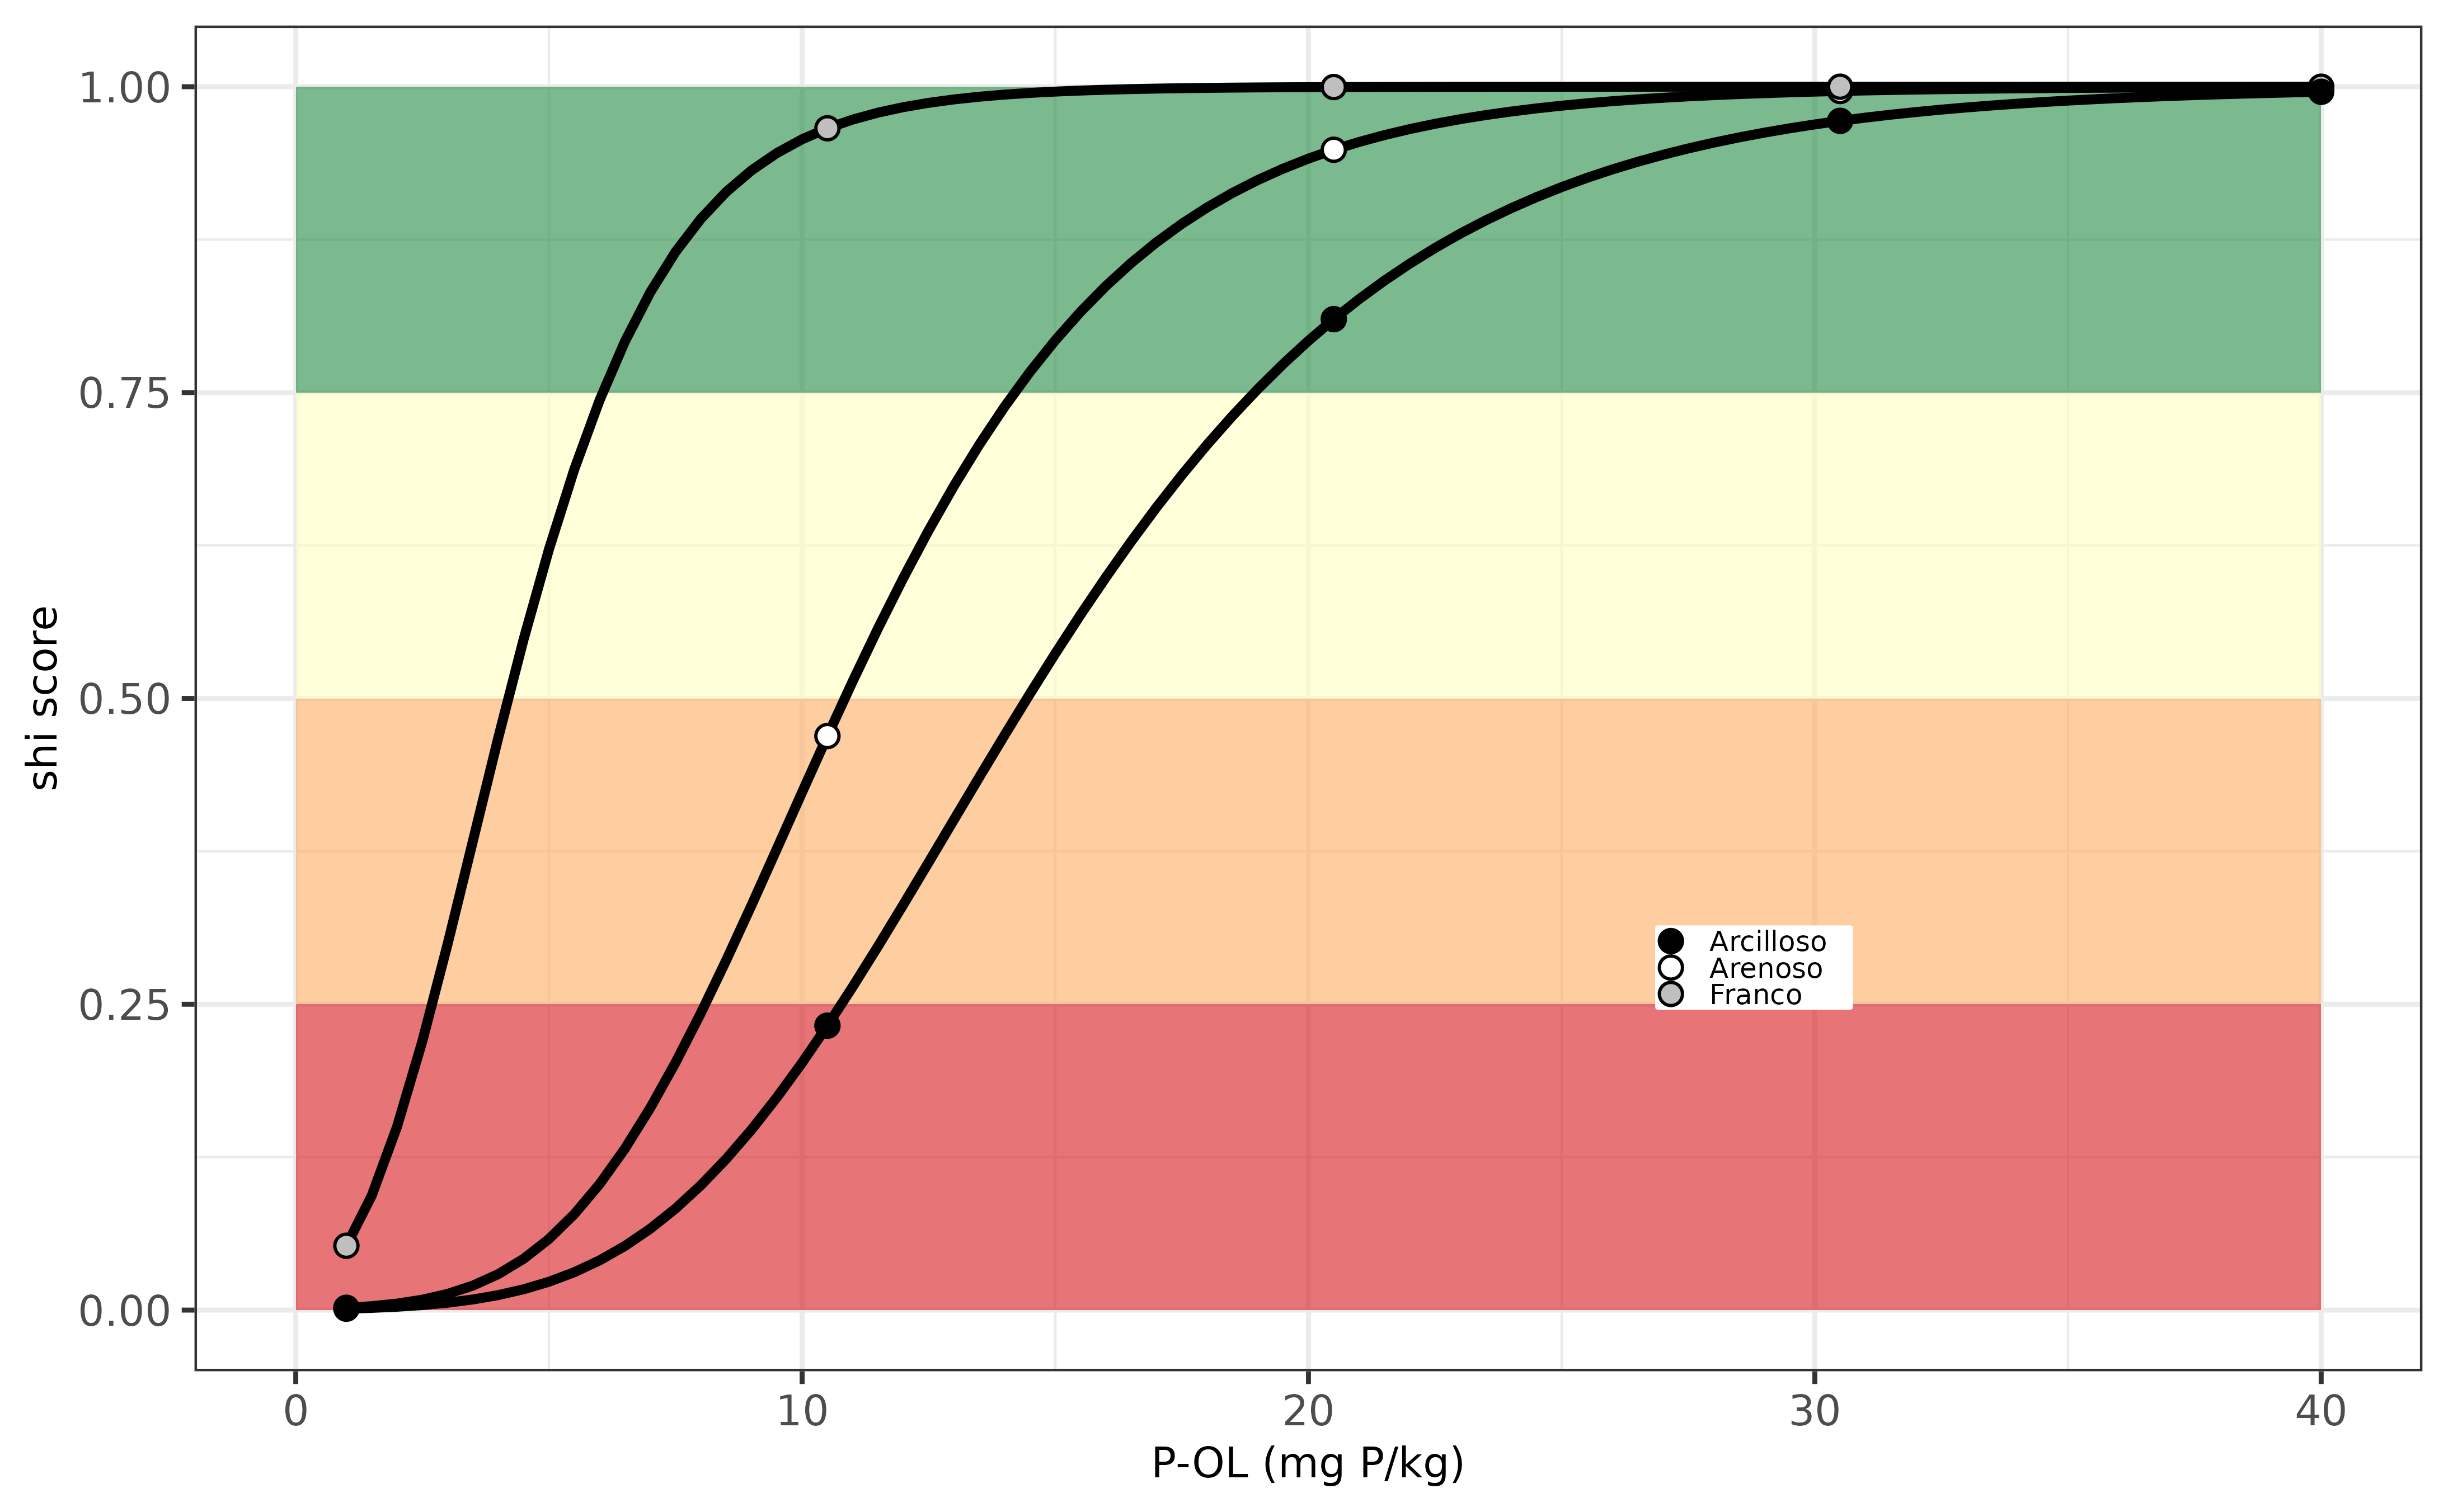 1.00
0.75
0.50
0.25
0.00
shi score
Arcilloso
Arenoso
Franco
0 10 20 30 40
P-OL (mg P/kg)